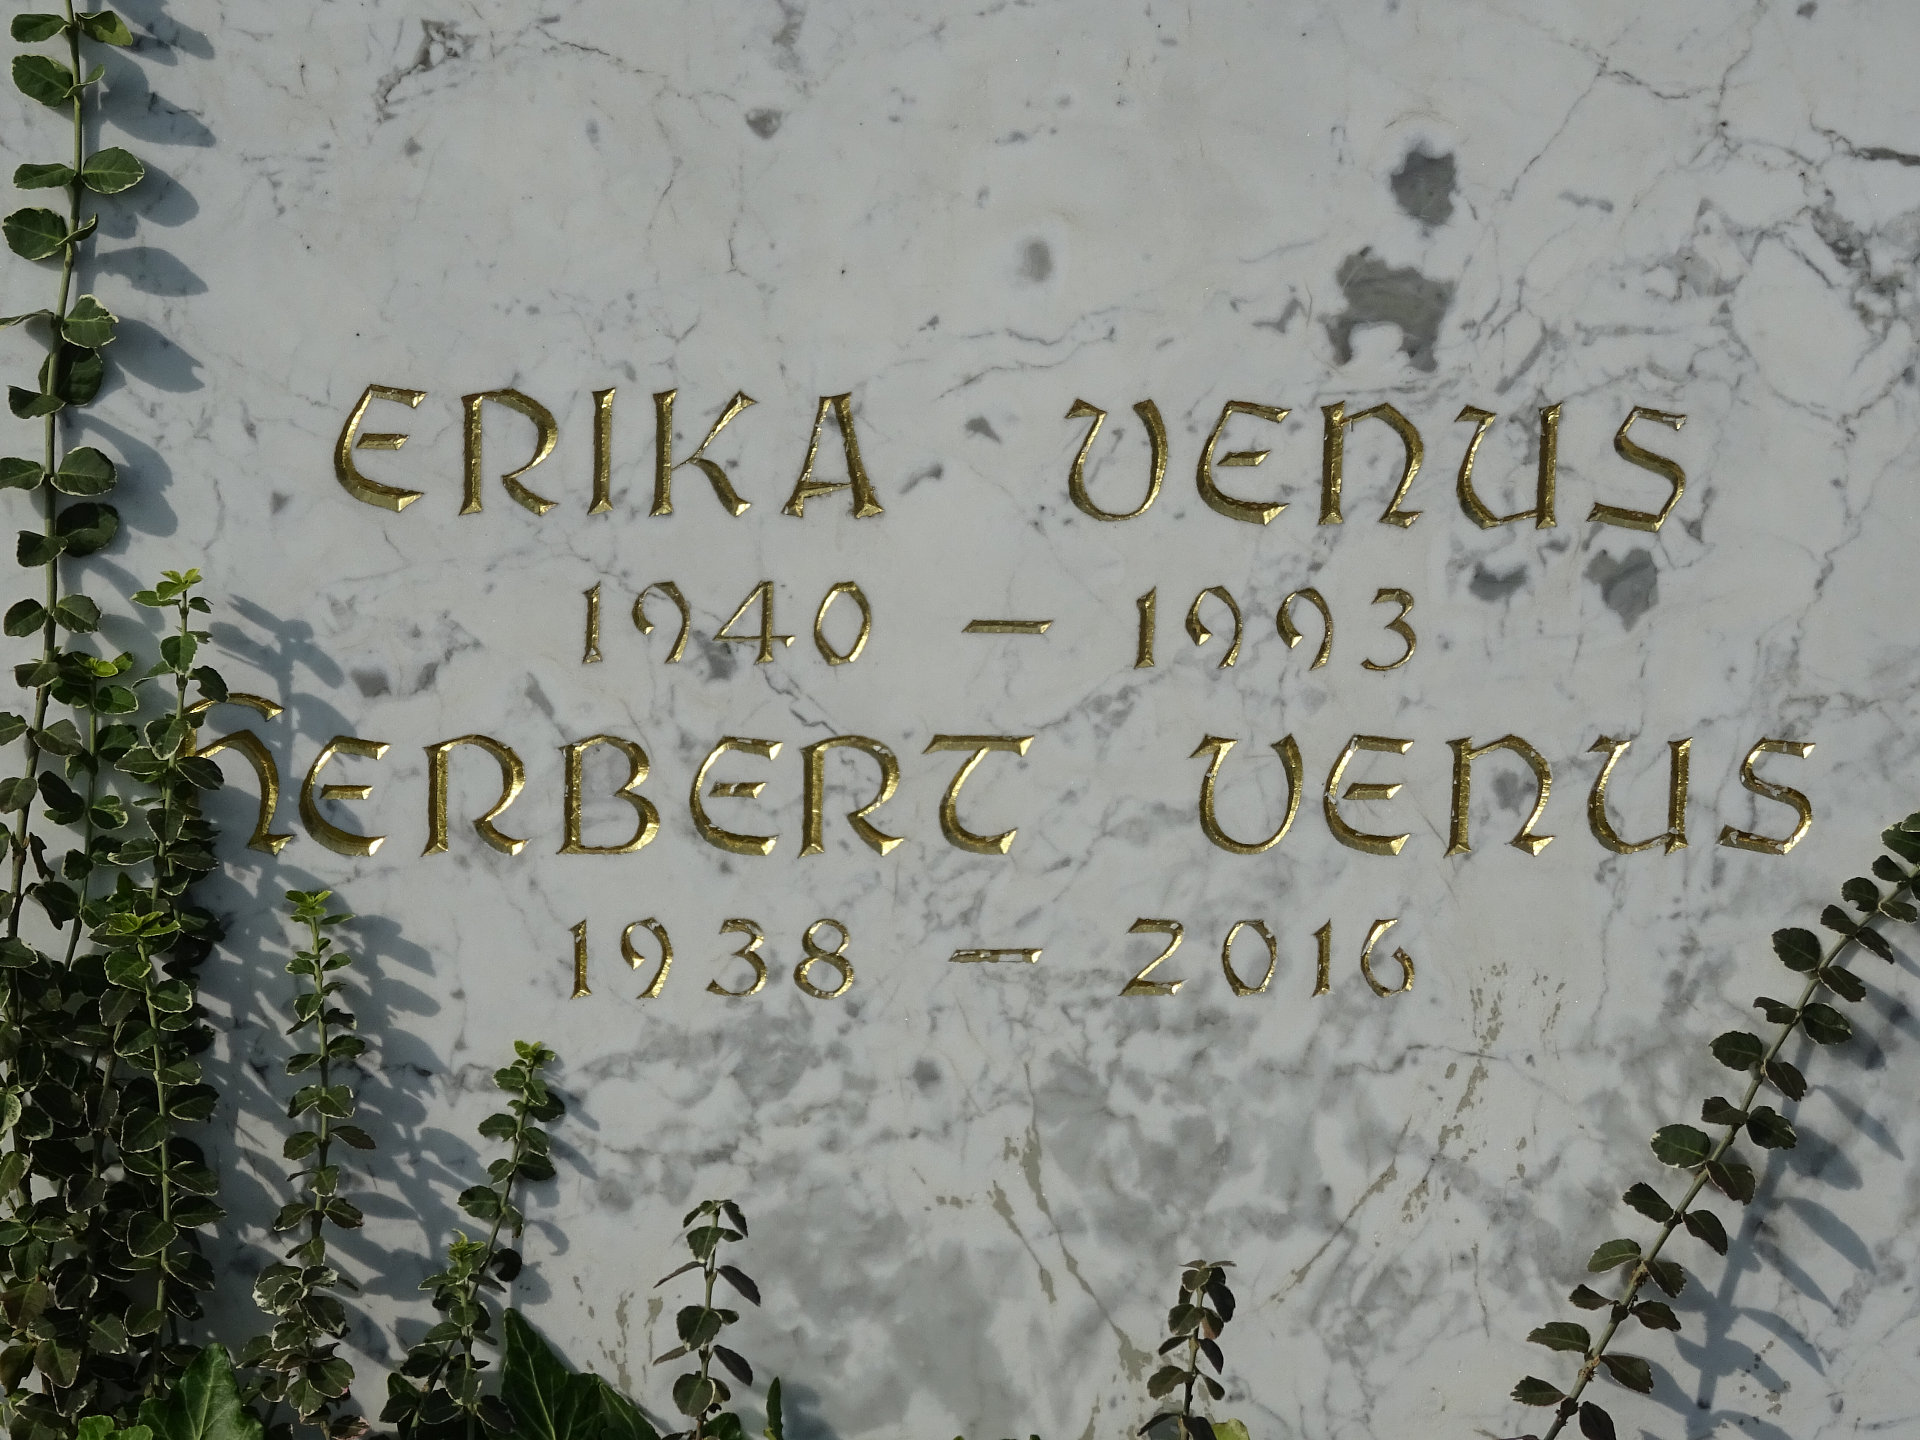 ERIKA VENUS
1940 – 1993
HERBERT VENUS
1938 – 2016